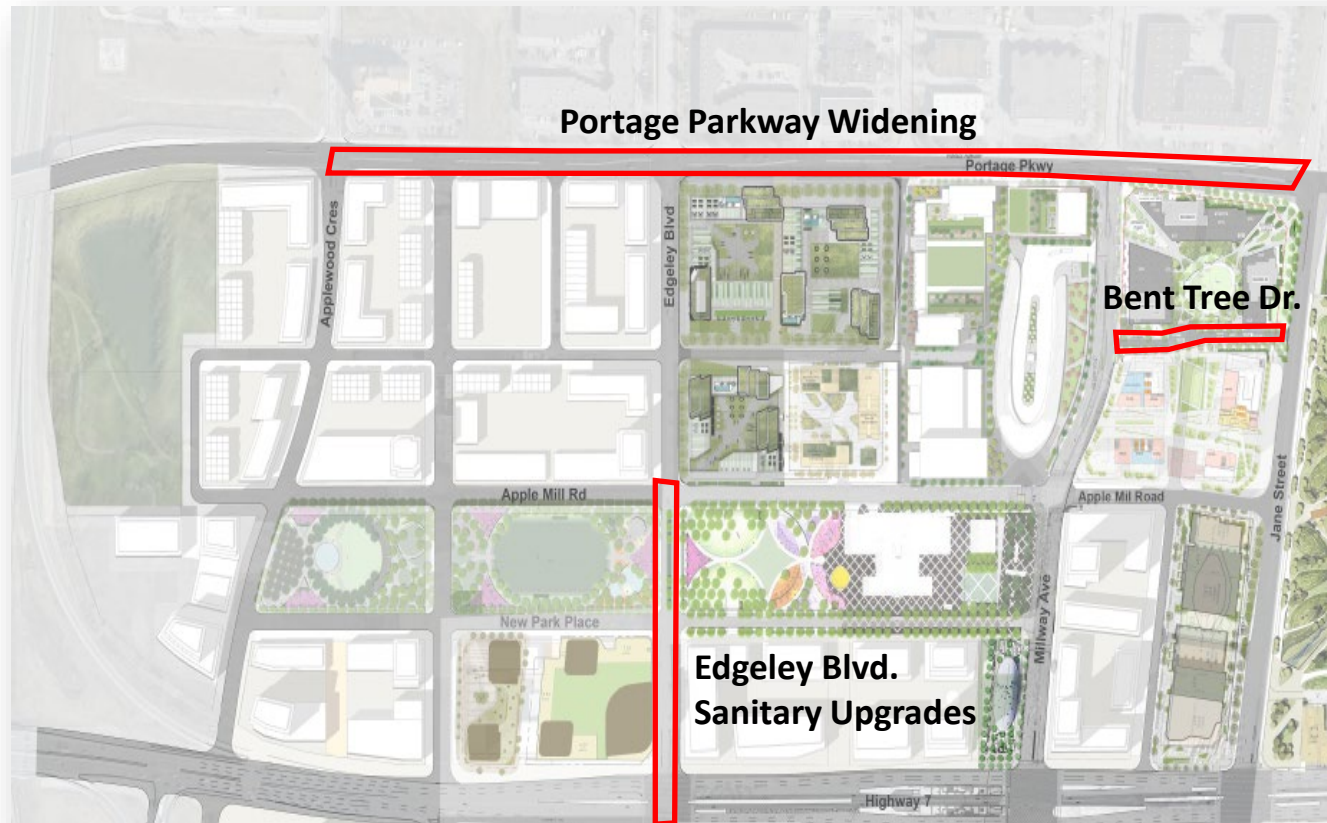 Portage Parkway Widening
Portage Pkwy
Applewood Cres
Edgeley Blvd
Bent Tree Dr.
Apple Mill Rd
Apple Mil Road
Jane Street
New Park Place
Millway Ave
Edgeley Blvd.
Sanitary Upgrades
Highway 7